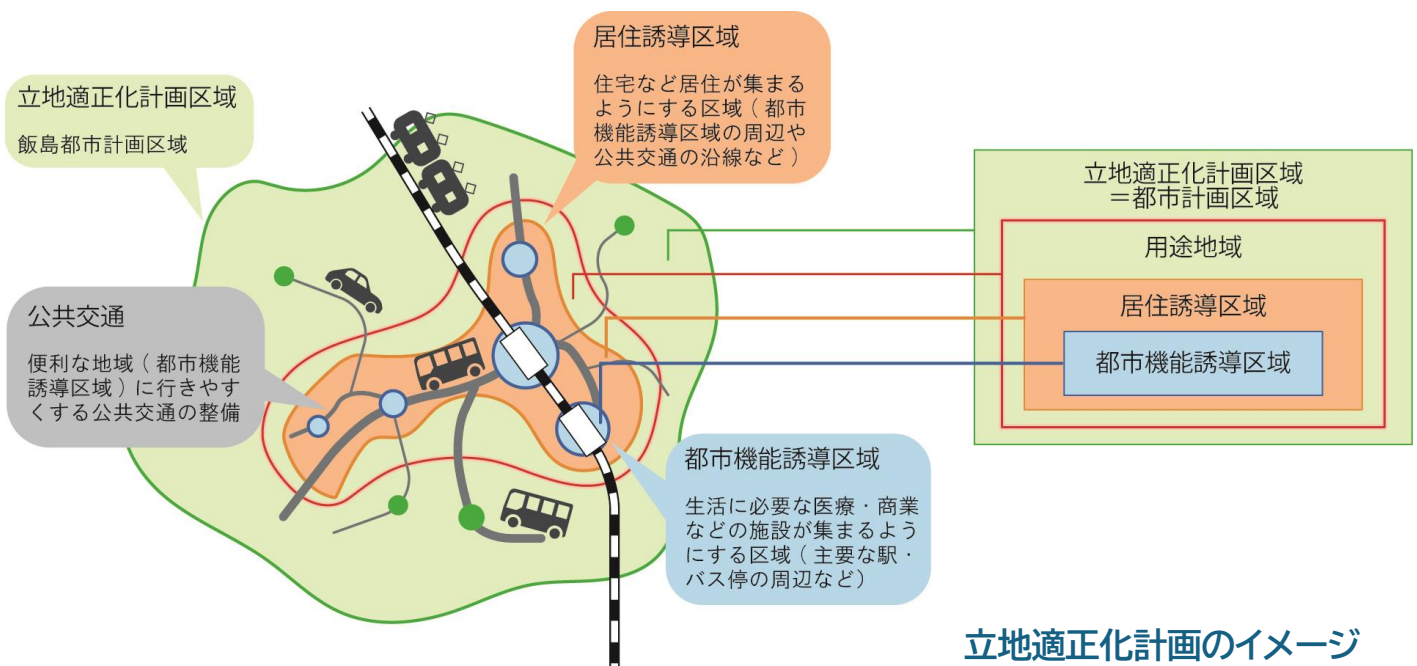 立地適正化計画区域
飯島都市計画区域
居住誘導区域
住宅など居住が集まる
ようにする区域（都市
機能誘導区域の周辺や
公共交通の沿線など）
公共交通
便利な地域（都市機能
誘導区域）に行きやす
くする公共交通の整備
都市機能誘導区域
生活に必要な医療・商業
などの施設が集まるよう
にする区域（主要な駅・
バス停の周辺など）
立地適正化計画区域
＝都市計画区域
用途地域
居住誘導区域
都市機能誘導区域
立地適正化計画のイメージ